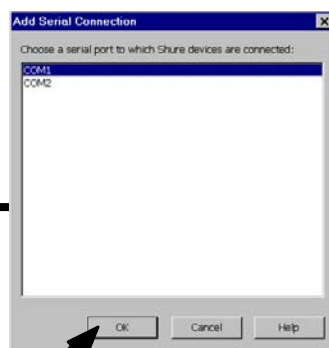 Add Serial Connection
Choose a serial port to which Shure devices are connected:
COM1
COM2
OK Cancel Help